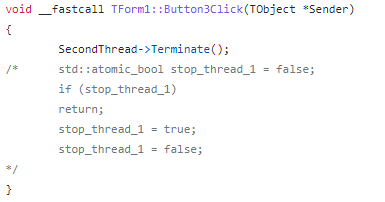 void __fastcall TForm1::Button3Click(TObject *Sender)
{
SecondThread->Terminate();
/* std::atomic_bool stop_thread_1 = false;
if (stop_thread_1)
return;
stop_thread_1 = true;
stop_thread_1 = false;
*/
}